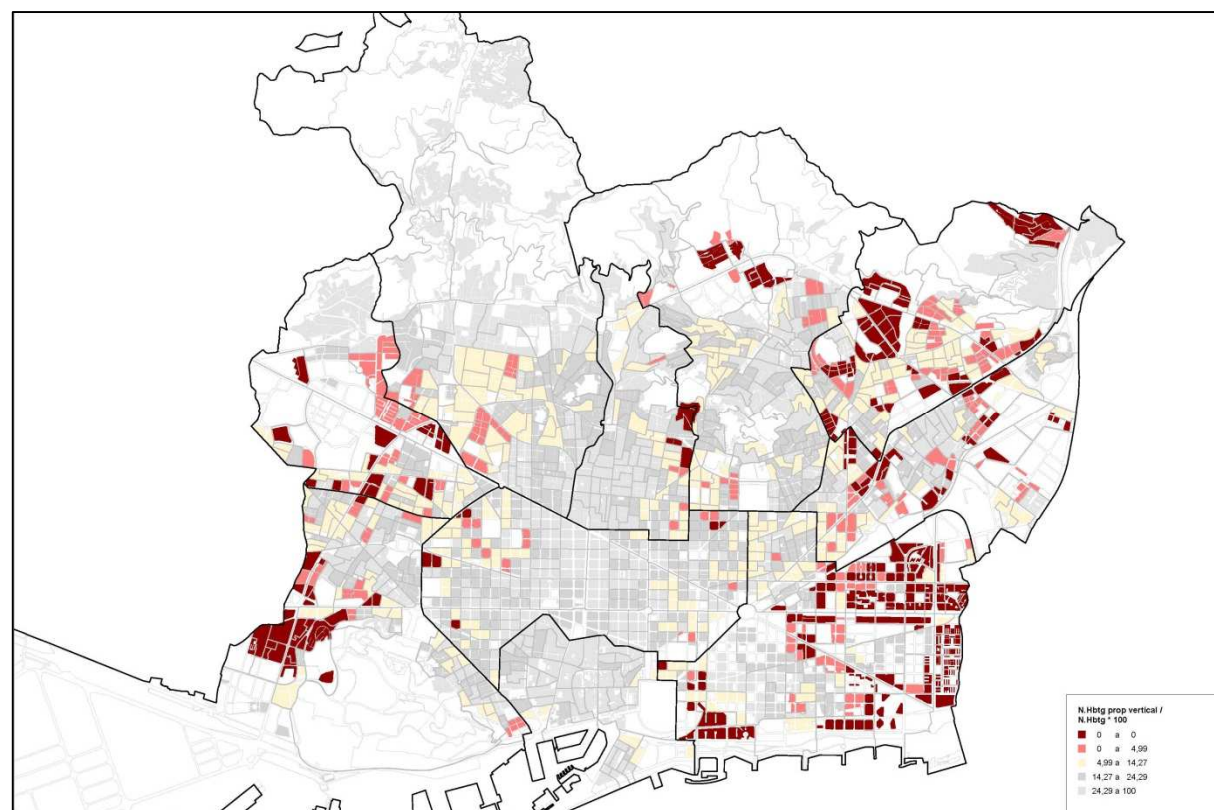 N.Hbtg prop vertical /
N.Hbtg * 100
0 a 0
0 a 4,99
4,99 a 14,27
14,27 a 24,29
24,29 a 100